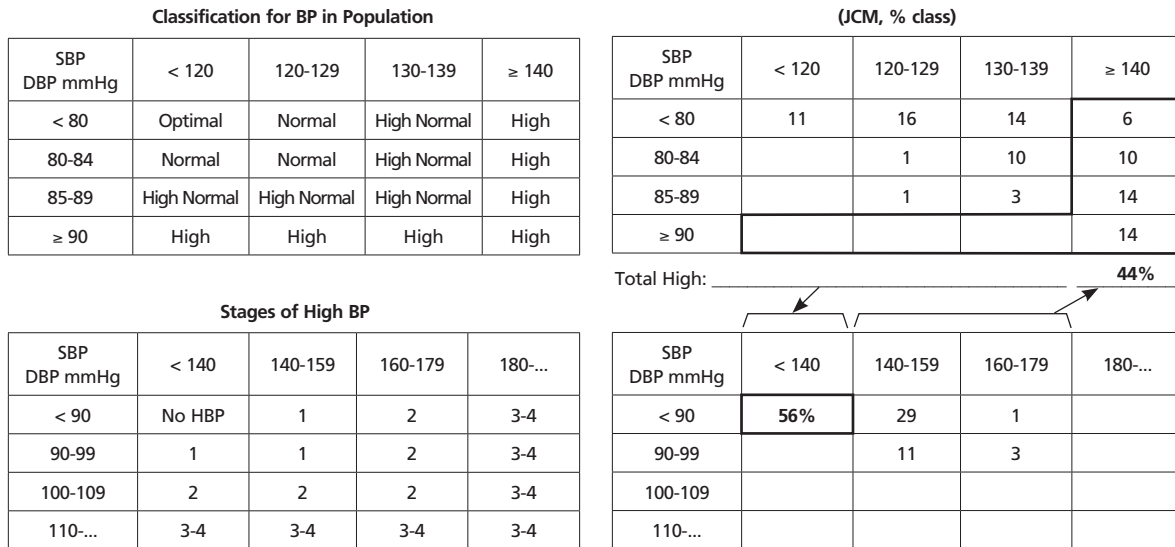 Classification for BP in Population
SBP
DBP mmHg
< 120
120-129
130-139
≥ 140
< 80
Optimal
Normal
High Normal
High
80-84
Normal
Normal
High Normal
High
85-89
High Normal
High Normal
High Normal
High
≥ 90
High
High
High
High
(JCM, % class)
SBP
DBP mmHg
< 120
120-129
130-139
≥ 140
< 80
11
16
14
6
80-84
1
10
10
85-89
1
3
14
≥ 90
14
Total High:
44%
Stages of High BP
SBP
DBP mmHg
< 140
140-159
160-179
180-...
< 90
No HBP
1
2
3-4
90-99
1
1
2
3-4
100-109
2
2
2
3-4
110-...
3-4
3-4
3-4
3-4
SBP
DBP mmHg
< 140
140-159
160-179
180-...
< 90
56%
29
1
90-99
11
3
100-109
110-...